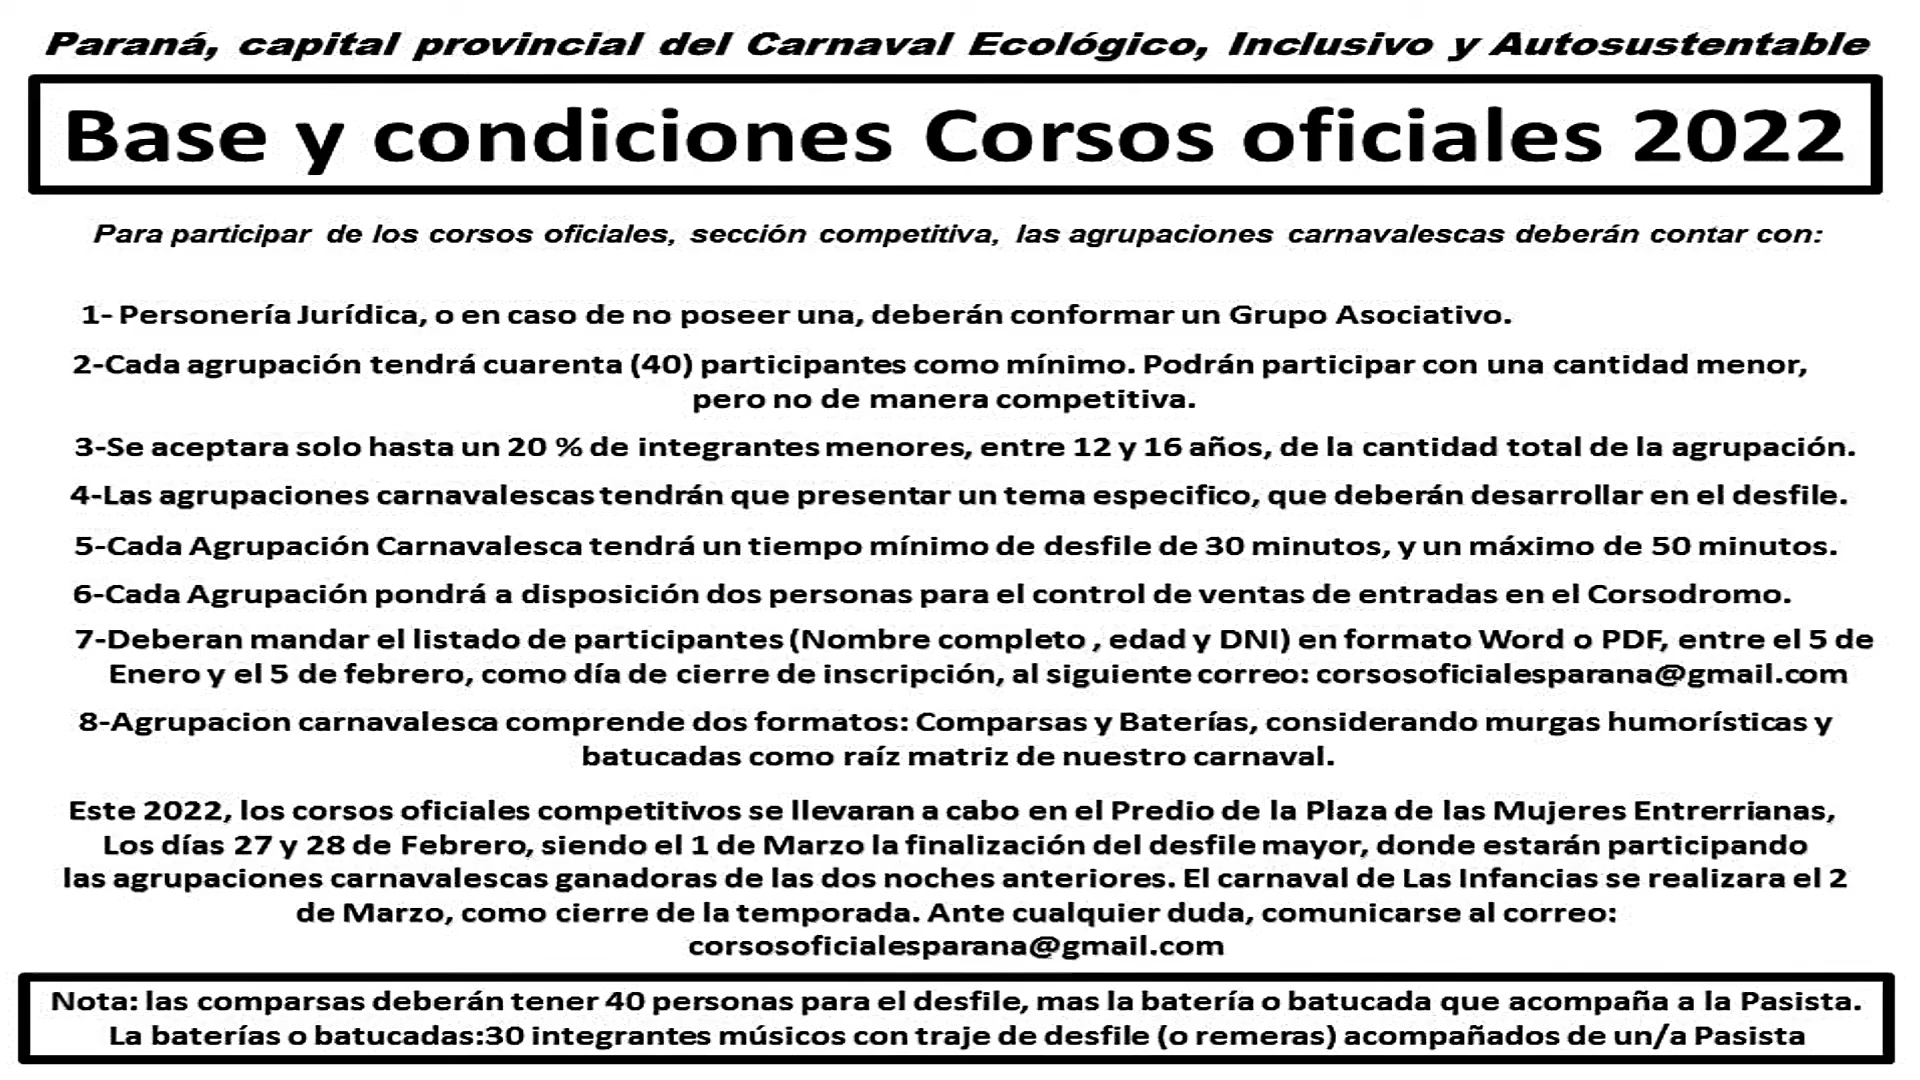 Paraná, capital provincial del Carnaval Ecológico, Inclusivo y Autosustentable
Base y condiciones Corsos oficiales 2022
Para participar de los corsos oficiales, sección competitiva, las agrupaciones carnavalescas deberán contar con:
1- Personería Jurídica, o en caso de no poseer una, deberán conformar un Grupo Asociativo.
2-Cada agrupación tendrá cuarenta (40) participantes como mínimo. Podrán participar con una cantidad menor,
pero no de manera competitiva.
3-Se aceptara solo hasta un 20 % de integrantes menores, entre 12 y 16 años, de la cantidad total de la agrupación.
4-Las agrupaciones carnavalescas tendrán que presentar un tema especifico, que deberán desarrollar en el desfile.
5-Cada Agrupación Carnavalesca tendrá un tiempo mínimo de desfile de 30 minutos, y un máximo de 50 minutos.
6-Cada Agrupación pondrá a disposición dos personas para el control de ventas de entradas en el Corsodromo.
7-Deberan mandar el listado de participantes (Nombre completo , edad y DNI) en formato Word o PDF, entre el 5 de
Enero y el 5 de febrero, como día de cierre de inscripción, al siguiente correo: corsosoficialesparana@gmail.com
8-Agrupacion carnavalesca comprende dos formatos: Comparsas y Baterías, considerando murgas humorísticas y
batucadas como raíz matriz de nuestro carnaval.
Este 2022, los corsos oficiales competitivos se llevaran a cabo en el Predio de la Plaza de las Mujeres Entrerrianas,
Los días 27 y 28 de Febrero, siendo el 1 de Marzo la finalización del desfile mayor, donde estarán participando
las agrupaciones carnavalescas ganadoras de las dos noches anteriores. El carnaval de Las Infancias se realizara el 2
de Marzo, como cierre de la temporada. Ante cualquier duda, comunicarse al correo:
corsosoficialesparana@gmail.com
Nota: las comparsas deberán tener 40 personas para el desfile, mas la batería o batucada que acompaña a la Pasista.
La baterías o batucadas:30 integrantes músicos con traje de desfile (o remeras) acompañados de un/a Pasista